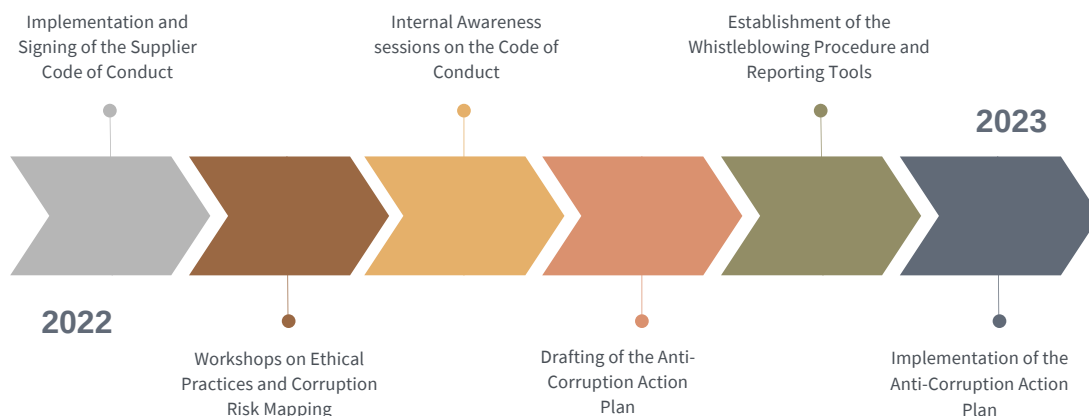 Implementation and
Signing of the Supplier
Code of Conduct
Internal Awareness
sessions on the Code of
Conduct
Establishment of the
Whistleblowing Procedure and
Reporting Tools
2023
2022
Workshops on Ethical
Practices and Corruption
Risk Mapping
Drafting of the Anti-
Corruption Action
Plan
Implementation of the
Anti-Corruption Action
Plan